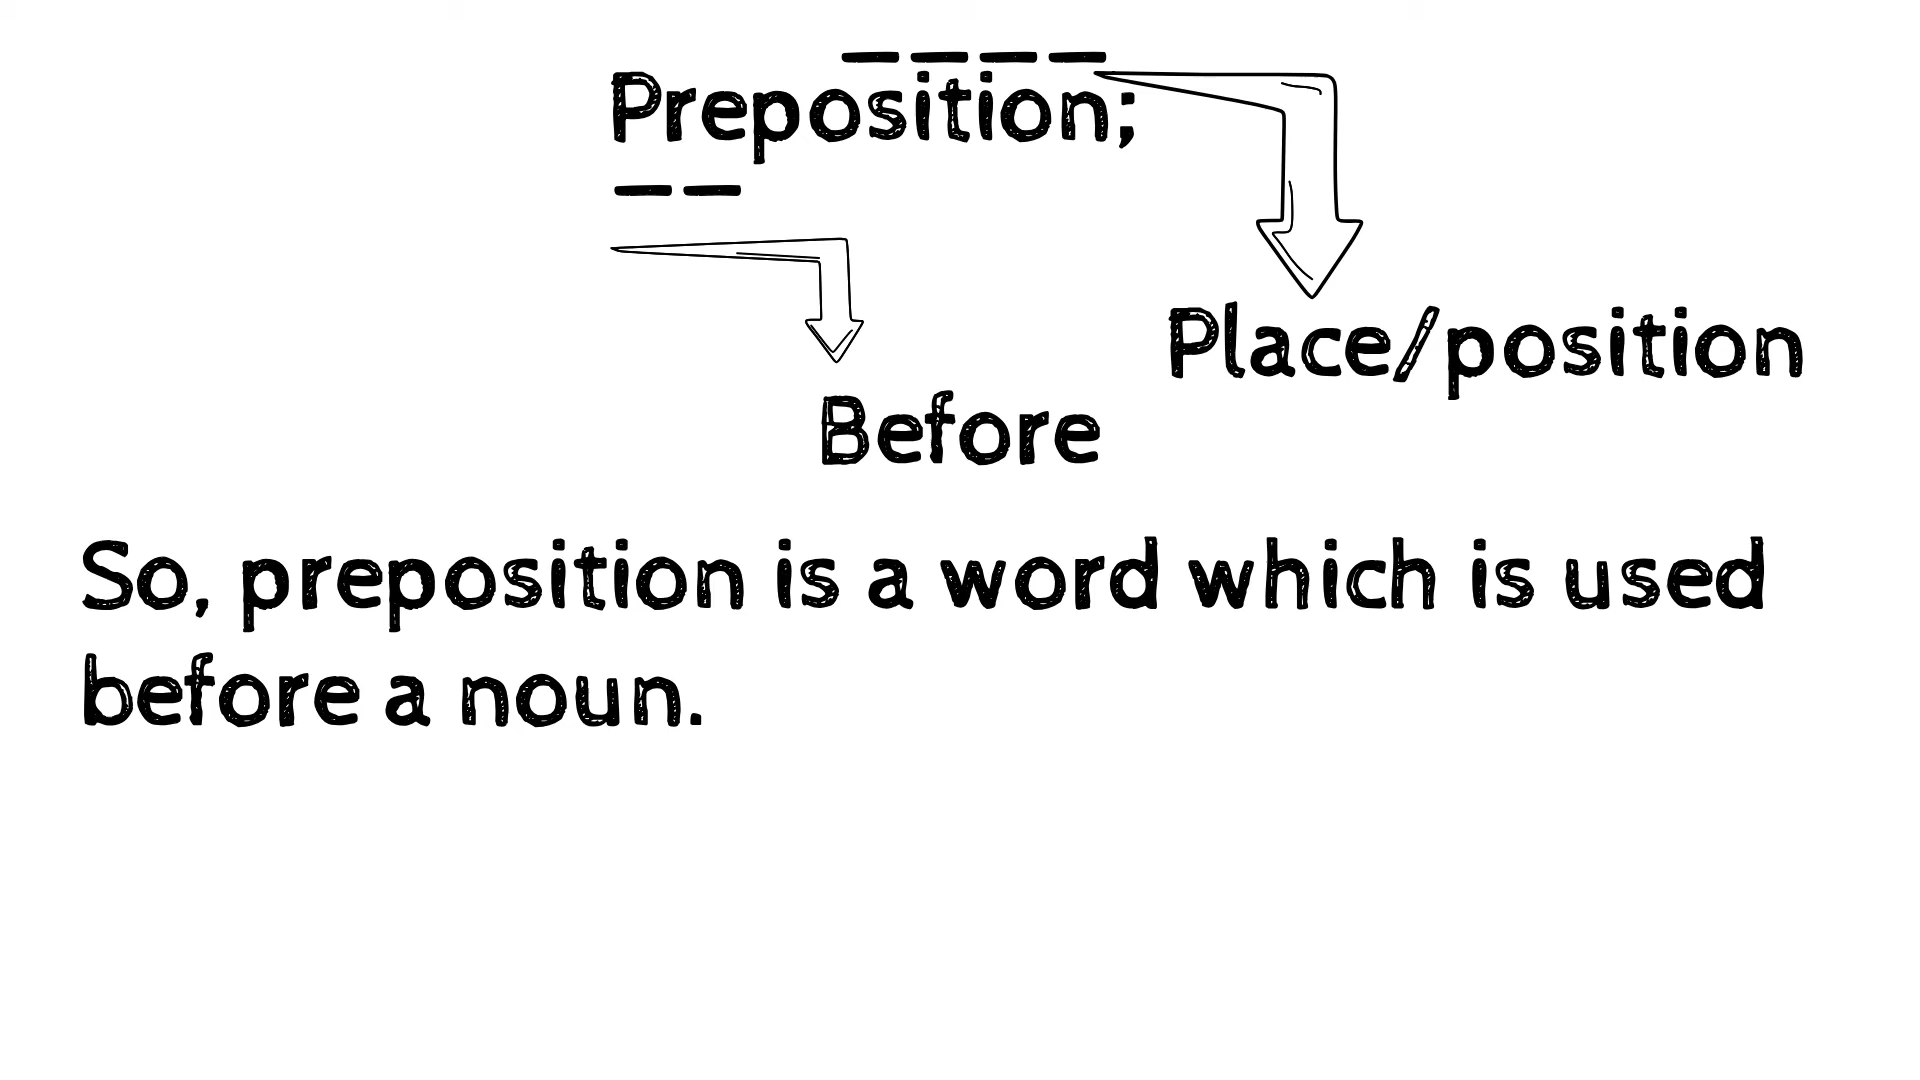 Preposition;
Place/position
Before
So, preposition is a word which is used
before a noun.